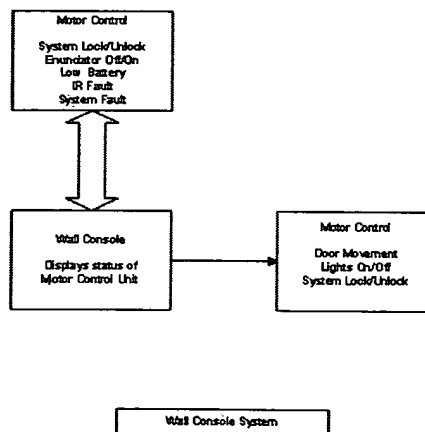 Motor Control
System Lock/Unlock
Enunciator Off/On
Low Battery
IR Fault
System Fault
Wall Console
Displays status of
Motor Control Unit
Motor Control
Door Movement
Lights On/Off
System Lock/Unlock
Wall Console System